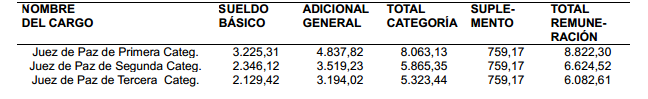 NOMBRE SUELDO ADICIONAL TOTAL SUPLE- TOTAL
DEL CARGO BÁSICO GENERAL CATEGORÍA MENTO REMUNE-
RACIÓN
Juez de Paz de Primera Categ. 3.225,31 4.837,82 8.063,13 759,17 8.822,30
Juez de Paz de Segunda Categ. 2.346,12 3.519,23 5.865,35 759,17 6.624,52
Juez de Paz de Tercera Categ. 2.129,42 3.194,02 5.323,44 759,17 6.082,61